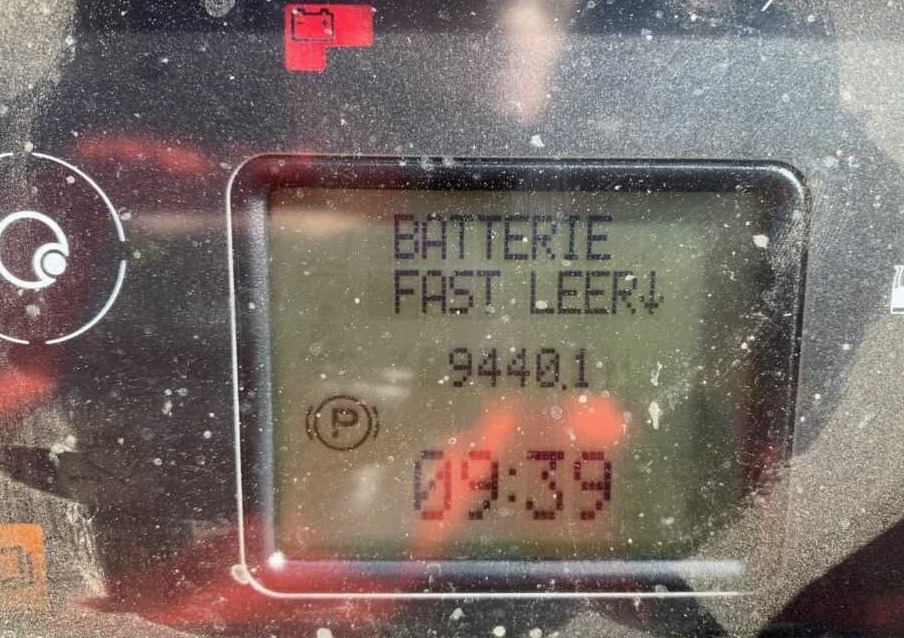 BATTERIE
FAST LEER↓
9440.1
P
09:39